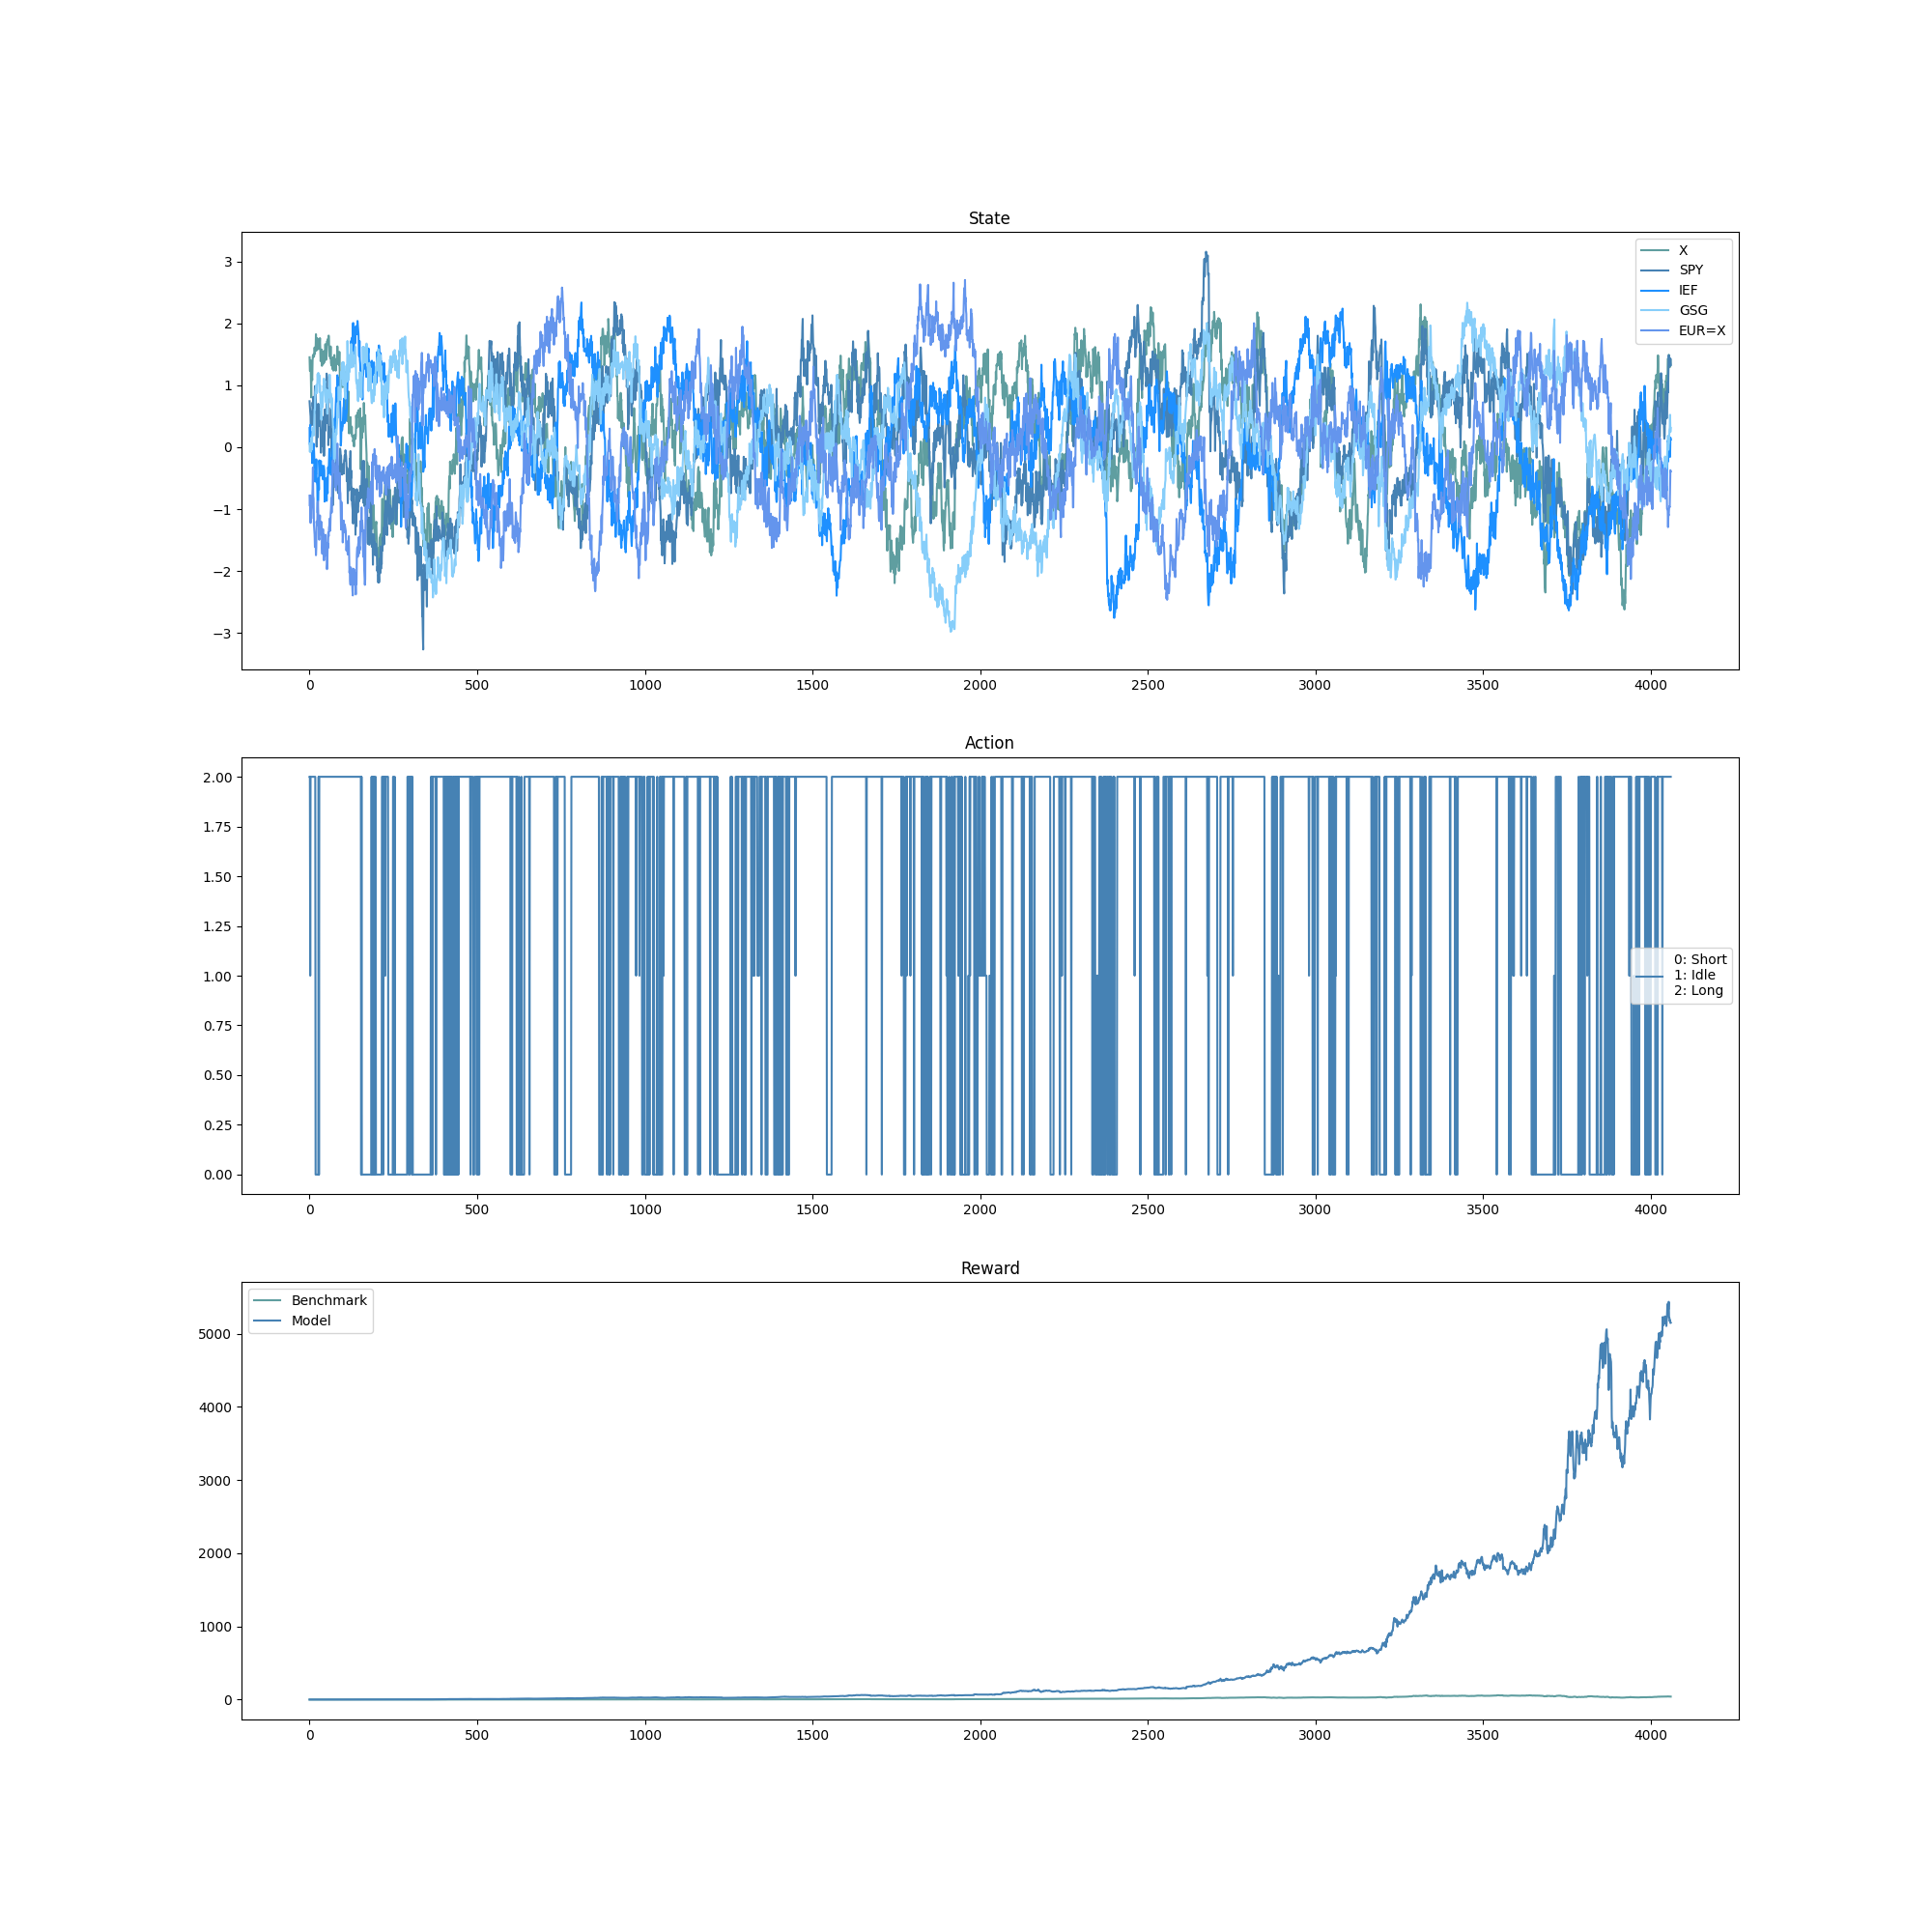 State
3
2
1
0
−1
−2
−3
X
SPY
IEF
GSG
EUR=X
0 500 1000 1500 2000 2500 3000 3500 4000
Action
2.00
1.75
1.50
1.25
1.00
0.75
0.50
0.25
0.00
0: Short
1: Idle
2: Long
0 500 1000 1500 2000 2500 3000 3500 4000
Reward
Benchmark
Model
5000
4000
3000
2000
1000
0
0 500 1000 1500 2000 2500 3000 3500 4000